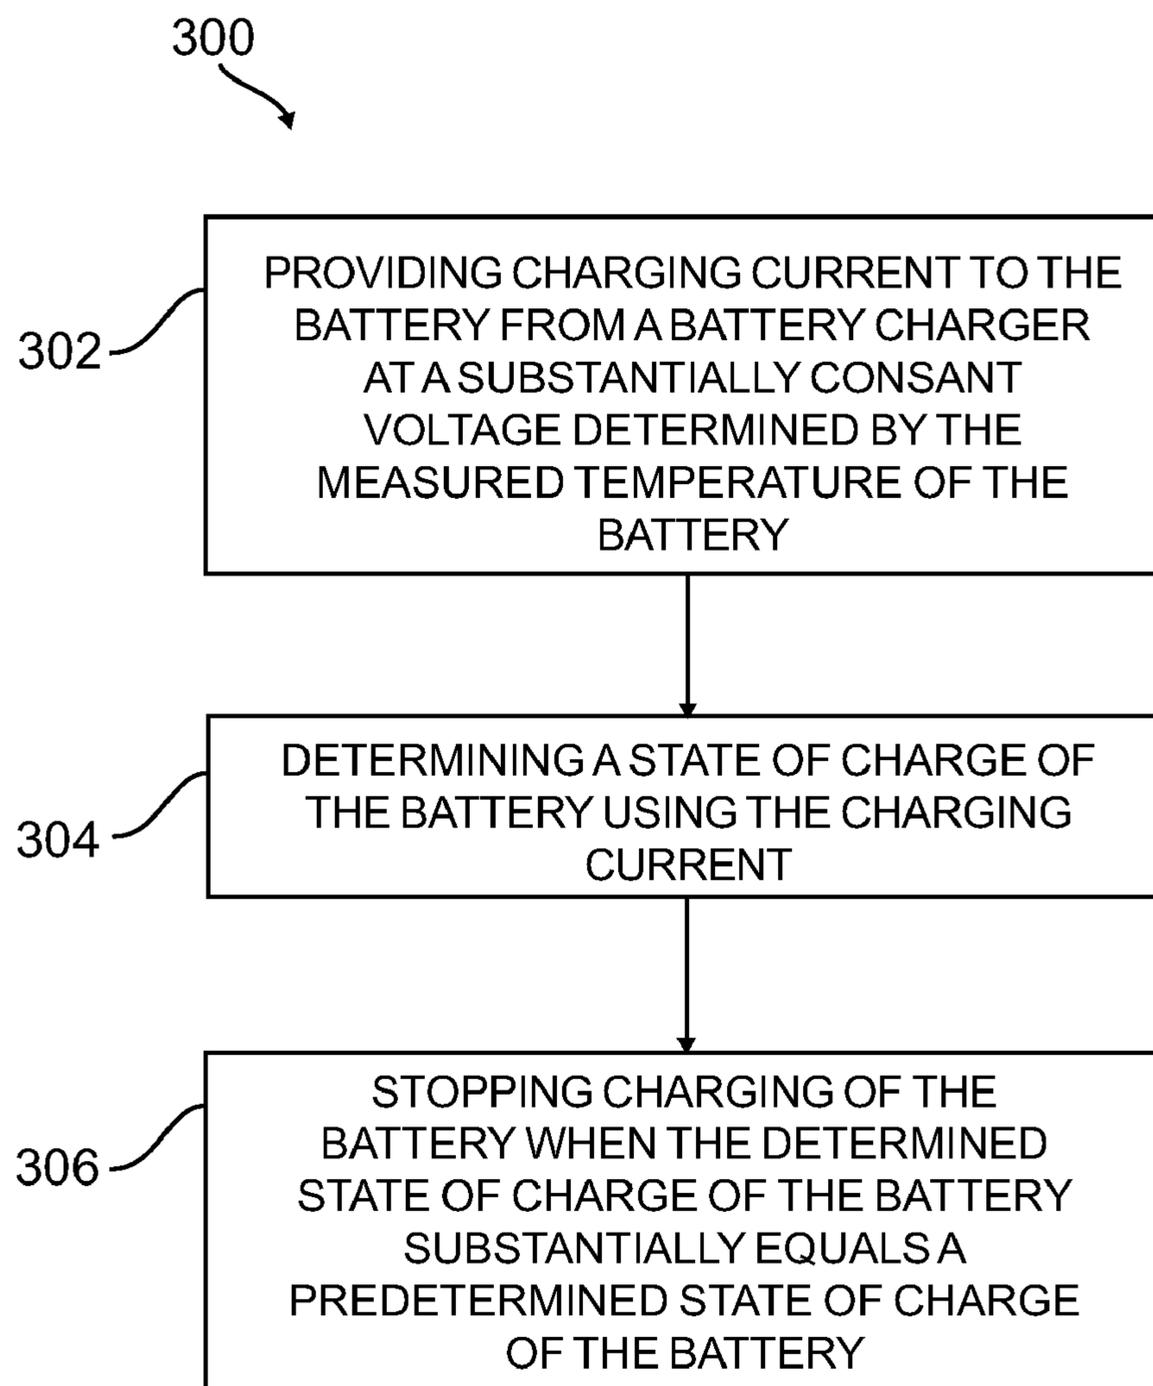 300
302
PROVIDING CHARGING CURRENT TO THE
BATTERY FROM A BATTERY CHARGER
AT A SUBSTANTIALLY CONSANT
VOLTAGE DETERMINED BY THE
MEASURED TEMPERATURE OF THE
BATTERY
304
DETERMINING A STATE OF CHARGE OF
THE BATTERY USING THE CHARGING
CURRENT
306
STOPPING CHARGING OF THE
BATTERY WHEN THE DETERMINED
STATE OF CHARGE OF THE BATTERY
SUBSTANTIALLY EQUALS A
PREDETERMINED STATE OF CHARGE
OF THE BATTERY